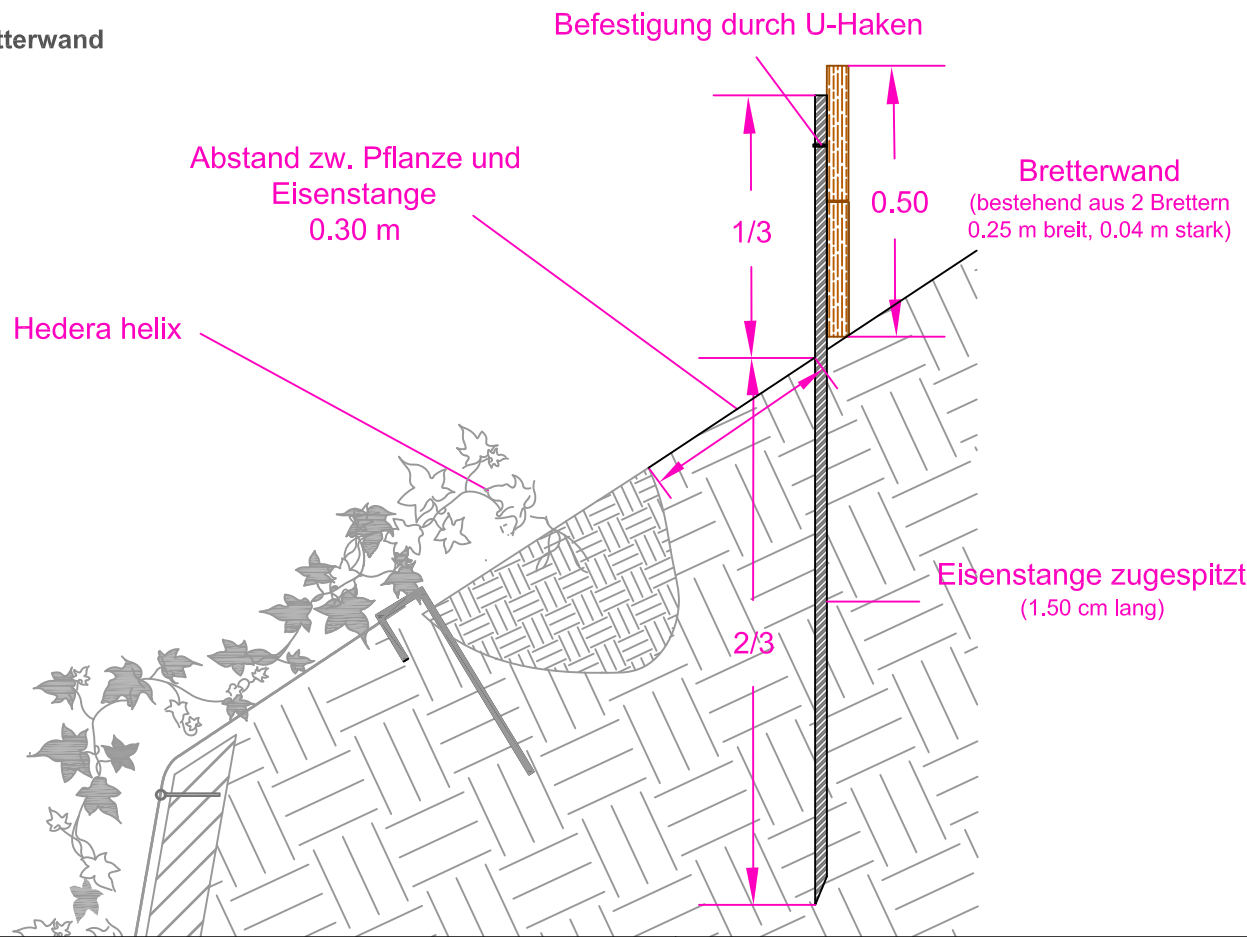 tterwand
Befestigung durch U-Haken
Abstand zw. Pflanze und
Eisenstange
0.30 m
1/3
0.50
Bretterwand
(bestehend aus 2 Brettern
0.25 m breit, 0.04 m stark)
Hedera helix
Eisenstange zugespitzt
(1.50 cm lang)
2/3